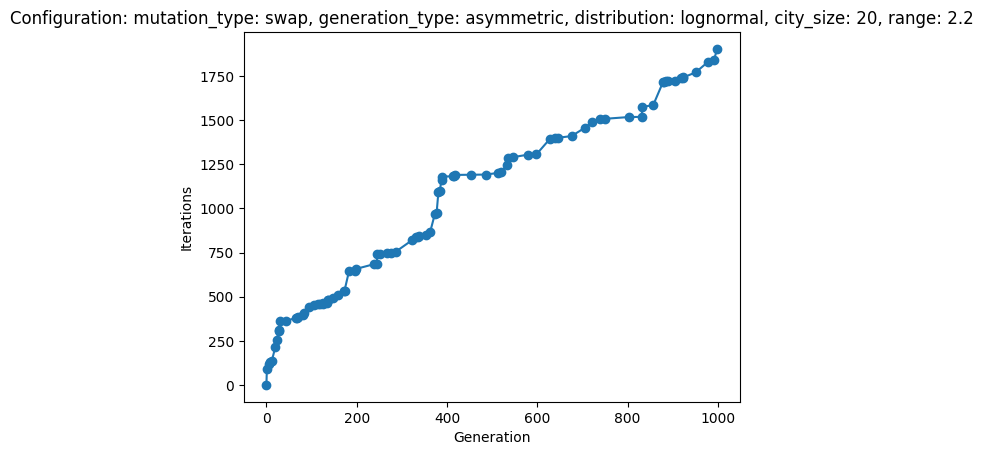 Configuration: mutation_type: swap, generation_type: asymmetric, distribution: lognormal, city_size: 20, range: 2.2
1750
1500
1250
1000
750
500
250
0
Iterations
0 200 400 600 800 1000
Generation